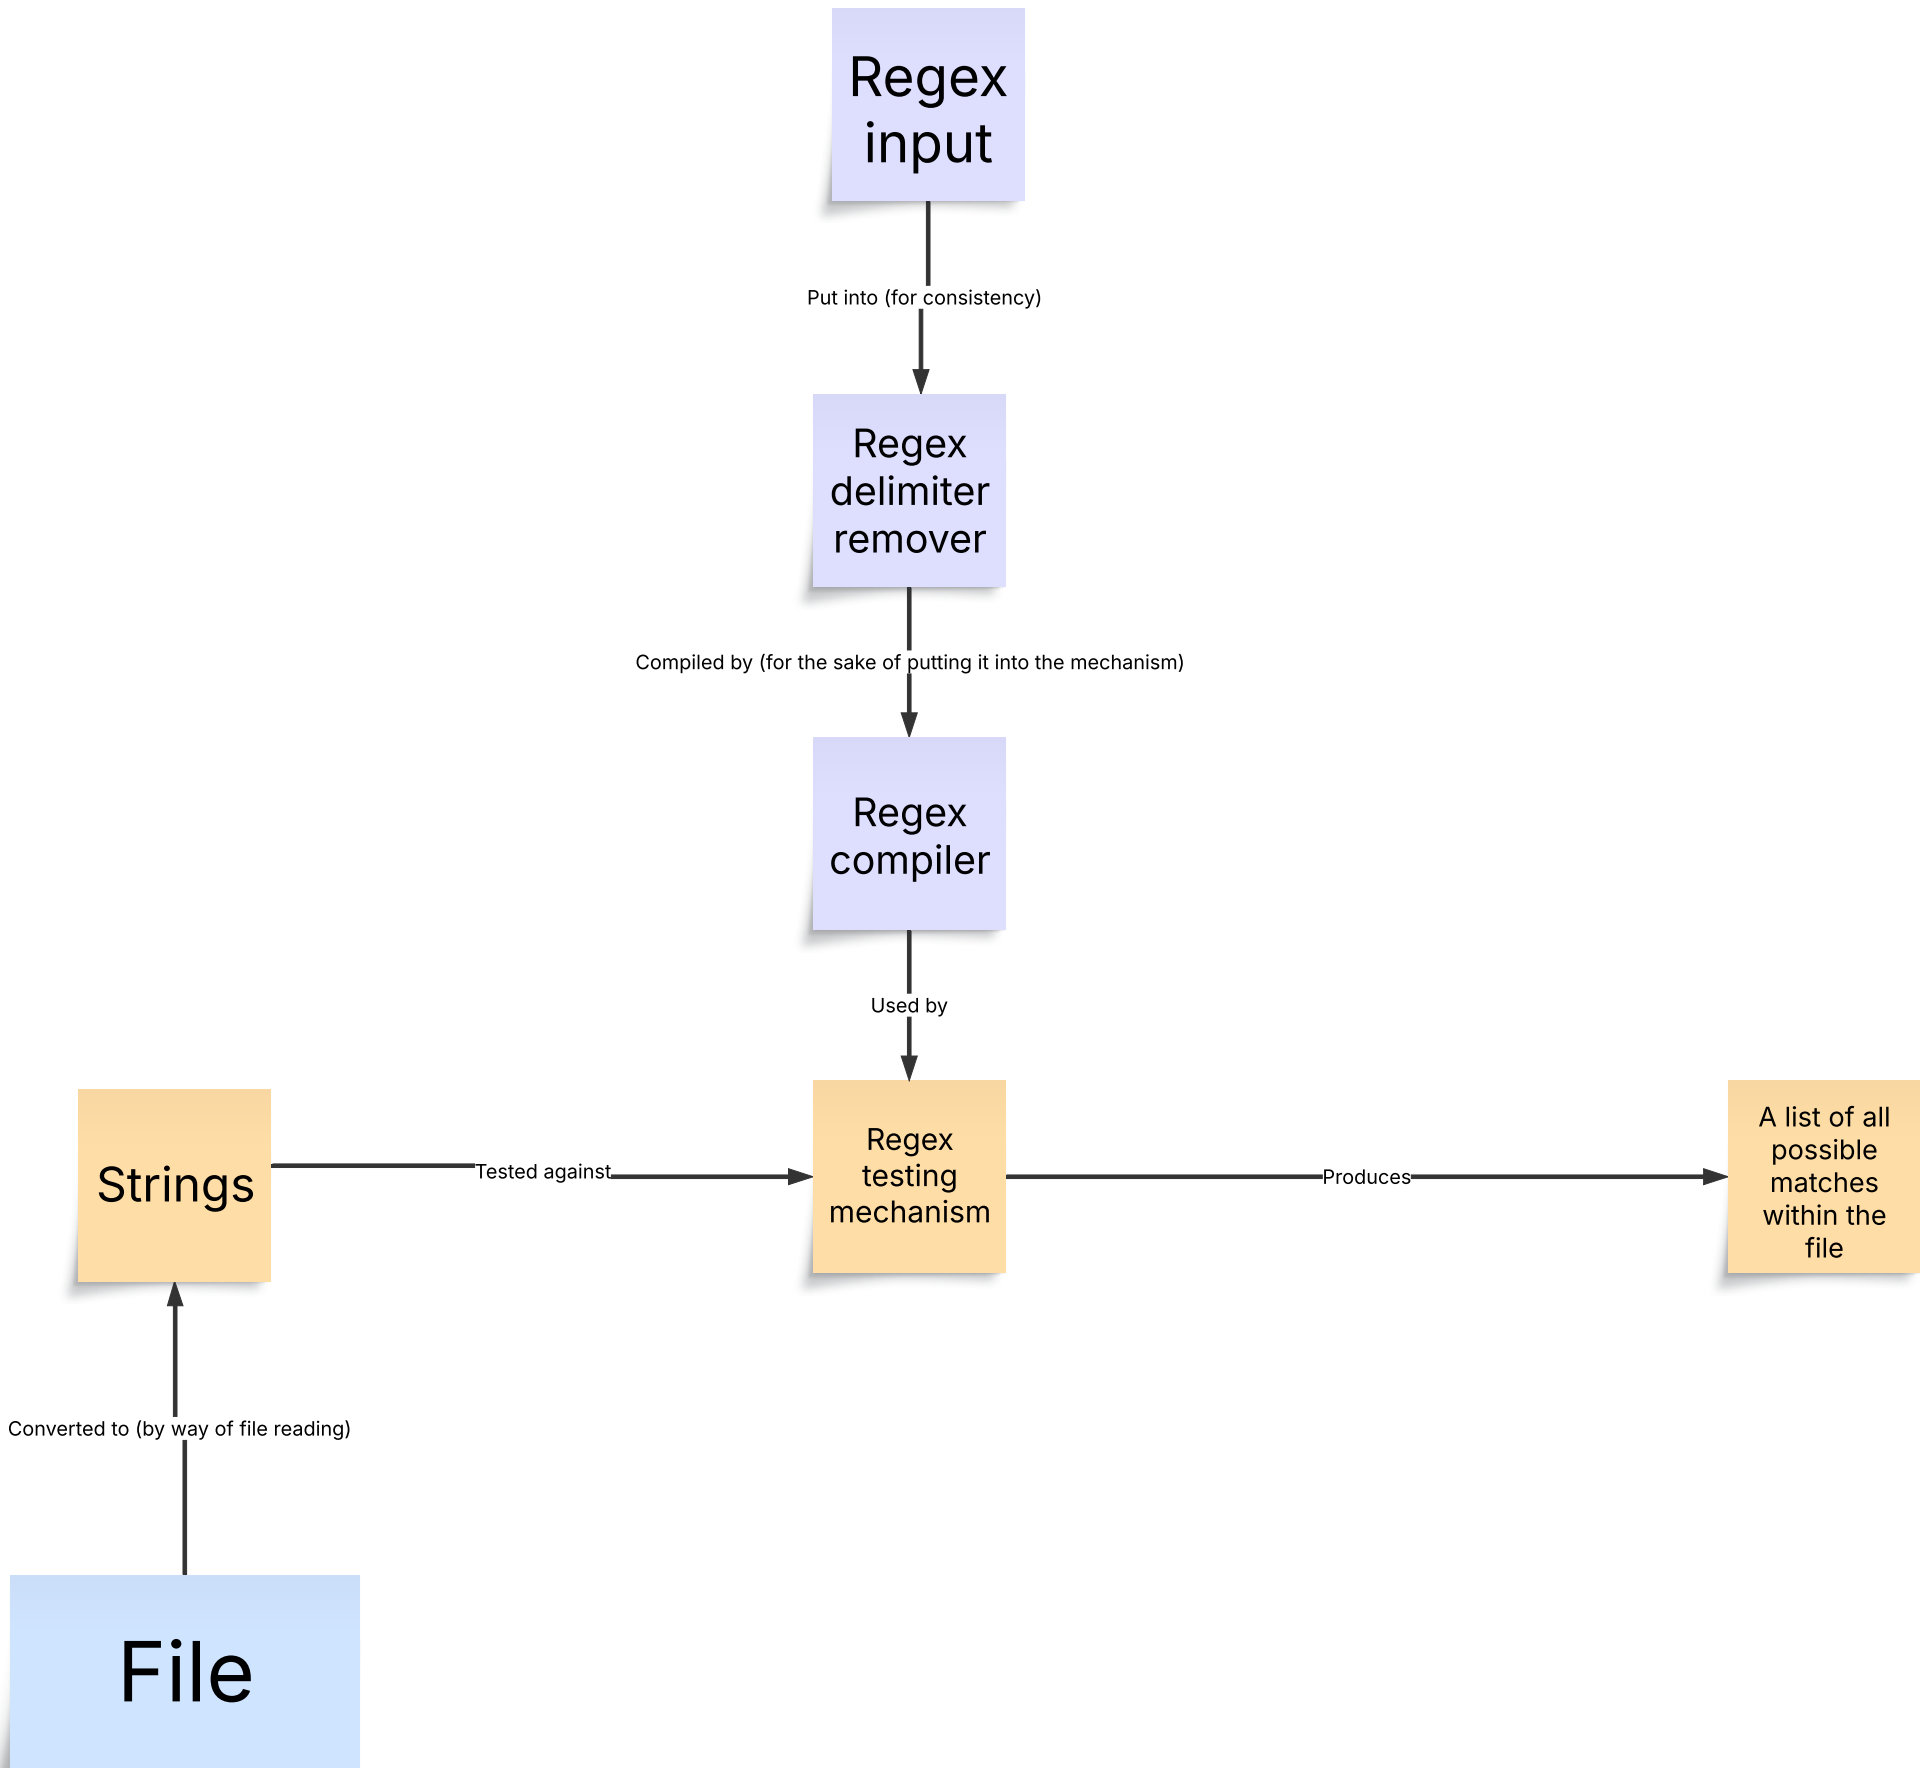 Regex
input
Put into (for consistency)
Regex
delimiter
remover
Compiled by (for the sake of putting it into the mechanism)
Regex
compiler
Used by
Strings
Tested against
Regex
testing
mechanism
Produces
A list of all
possible
matches
within the
file
Converted to (by way of file reading)
File